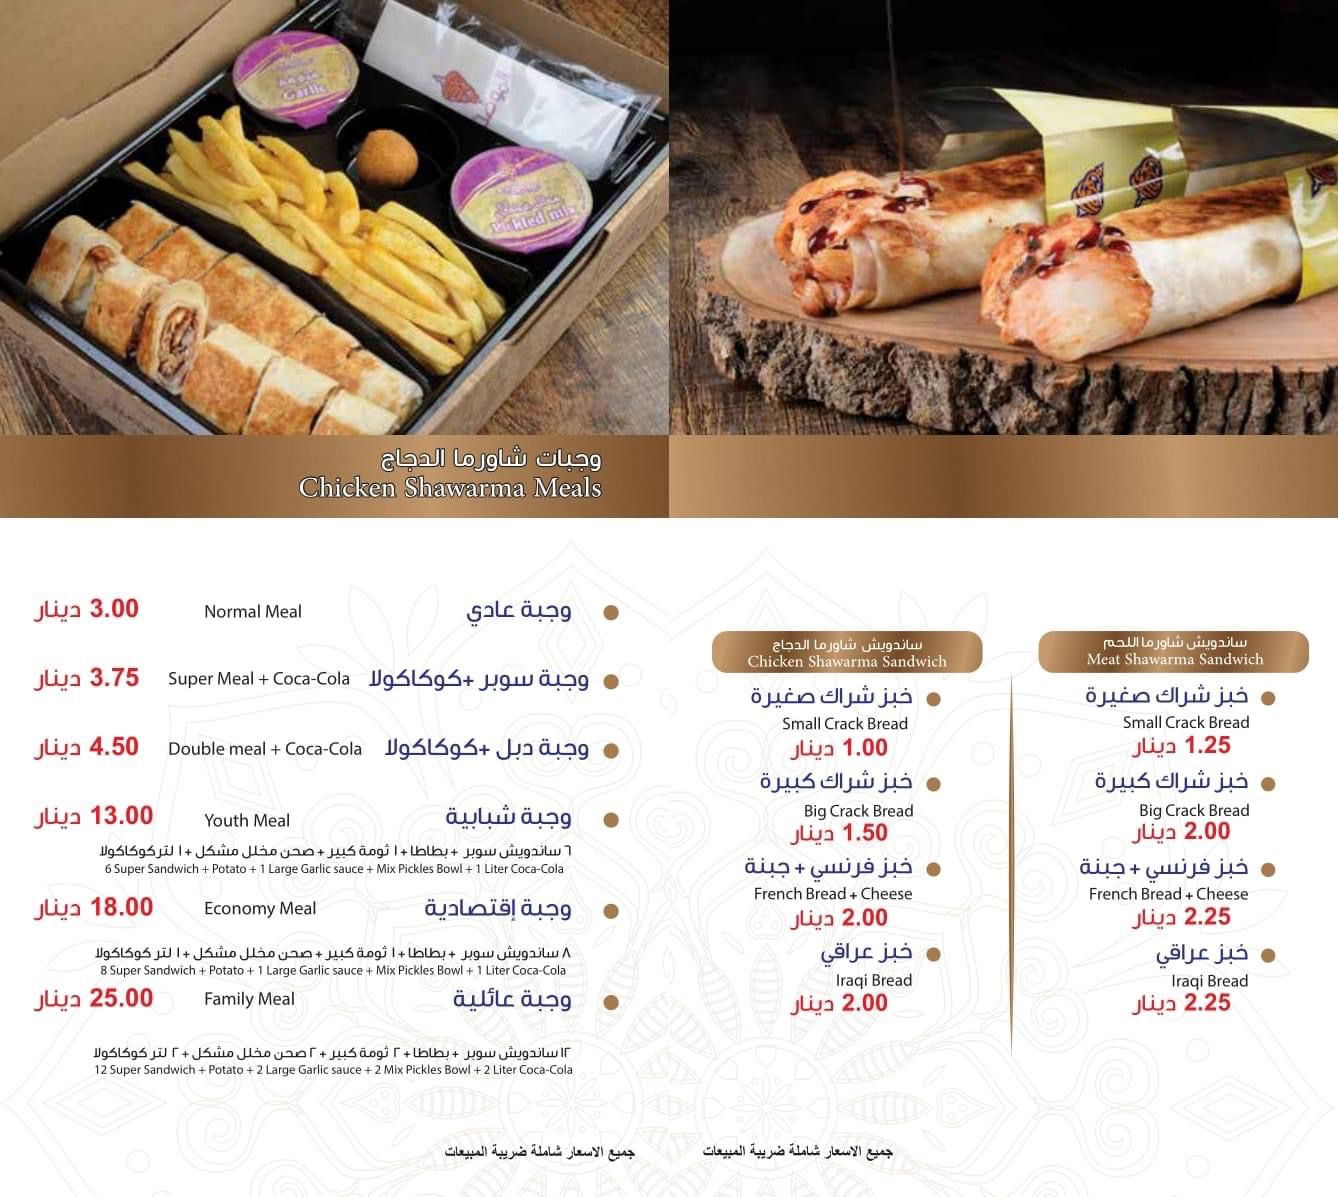 Garlic
Pickled mix
وجبات شاورما الدجاج
Chicken Shawarma Meals
وجبة عادي
Normal Meal
3.00 دينار
وجبة سوبر +كوكاكولا
Super Meal + Coca-Cola
3.75 دينار
وجبة دبل +كوكاكولا
Double meal + Coca-Cola
4.50 دينار
وجبة شبابية
Youth Meal
13.00 دينار
٦ ساندويش سوبر + بطاطا + ١ ثومة كبير + صحن مخلل مشكل + ١ لتر كوكاكولا
6 Super Sandwich + Potato + 1 Large Garlic sauce + Mix Pickles Bowl + 1 Liter Coca-Cola
وجبة إقتصادية
Economy Meal
18.00 دينار
٨ ساندويش سوبر + بطاطا + ١ ثومة كبير + صحن مخلل مشكل + ١ لتر كوكاكولا
8 Super Sandwich + Potato + 1 Large Garlic sauce + Mix Pickles Bowl + 1 Liter Coca-Cola
وجبة عائلية
Family Meal
25.00 دينار
١٢ ساندويش سوبر + بطاطا + ٢ ثومة كبير + ٢ صحن مخلل مشكل + ٢ لتر كوكاكولا
12 Super Sandwich + Potato + 2 Large Garlic sauce + 2 Mix Pickles Bowl + 2 Liter Coca-Cola
جميع الاسعار شاملة ضريبة المبيعات
ساندويش شاورما اللحم
Meat Shawarma Sandwich
خبز شراك صغيرة
Small Crack Bread
1.25 دينار
خبز شراك كبيرة
Big Crack Bread
2.00 دينار
خبز فرنسي + جبنة
French Bread + Cheese
2.25 دينار
خبز عراقي
Iraqi Bread
2.25 دينار
ساندويش شاورما الدجاج
Chicken Shawarma Sandwich
خبز شراك صغيرة
Small Crack Bread
1.00 دينار
خبز شراك كبيرة
Big Crack Bread
1.50 دينار
خبز فرنسي + جبنة
French Bread + Cheese
2.00 دينار
خبز عراقي
Iraqi Bread
2.00 دينار
جميع الاسعار شاملة ضريبة المبيعات